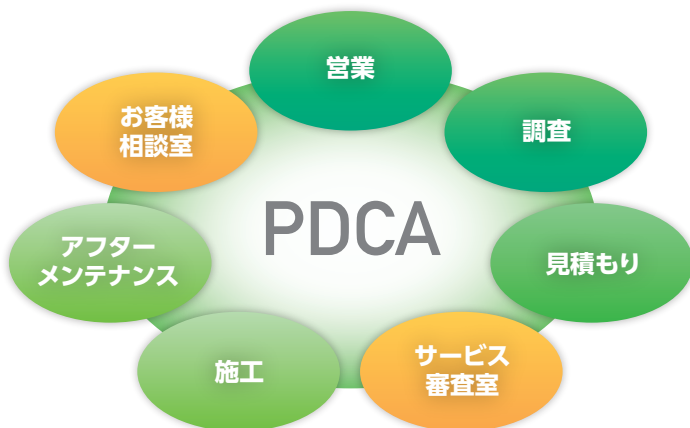 営業
調査
見積もり
サービス
審査室
施工
アフター
メンテナンス
お客様
相談室
PDCA